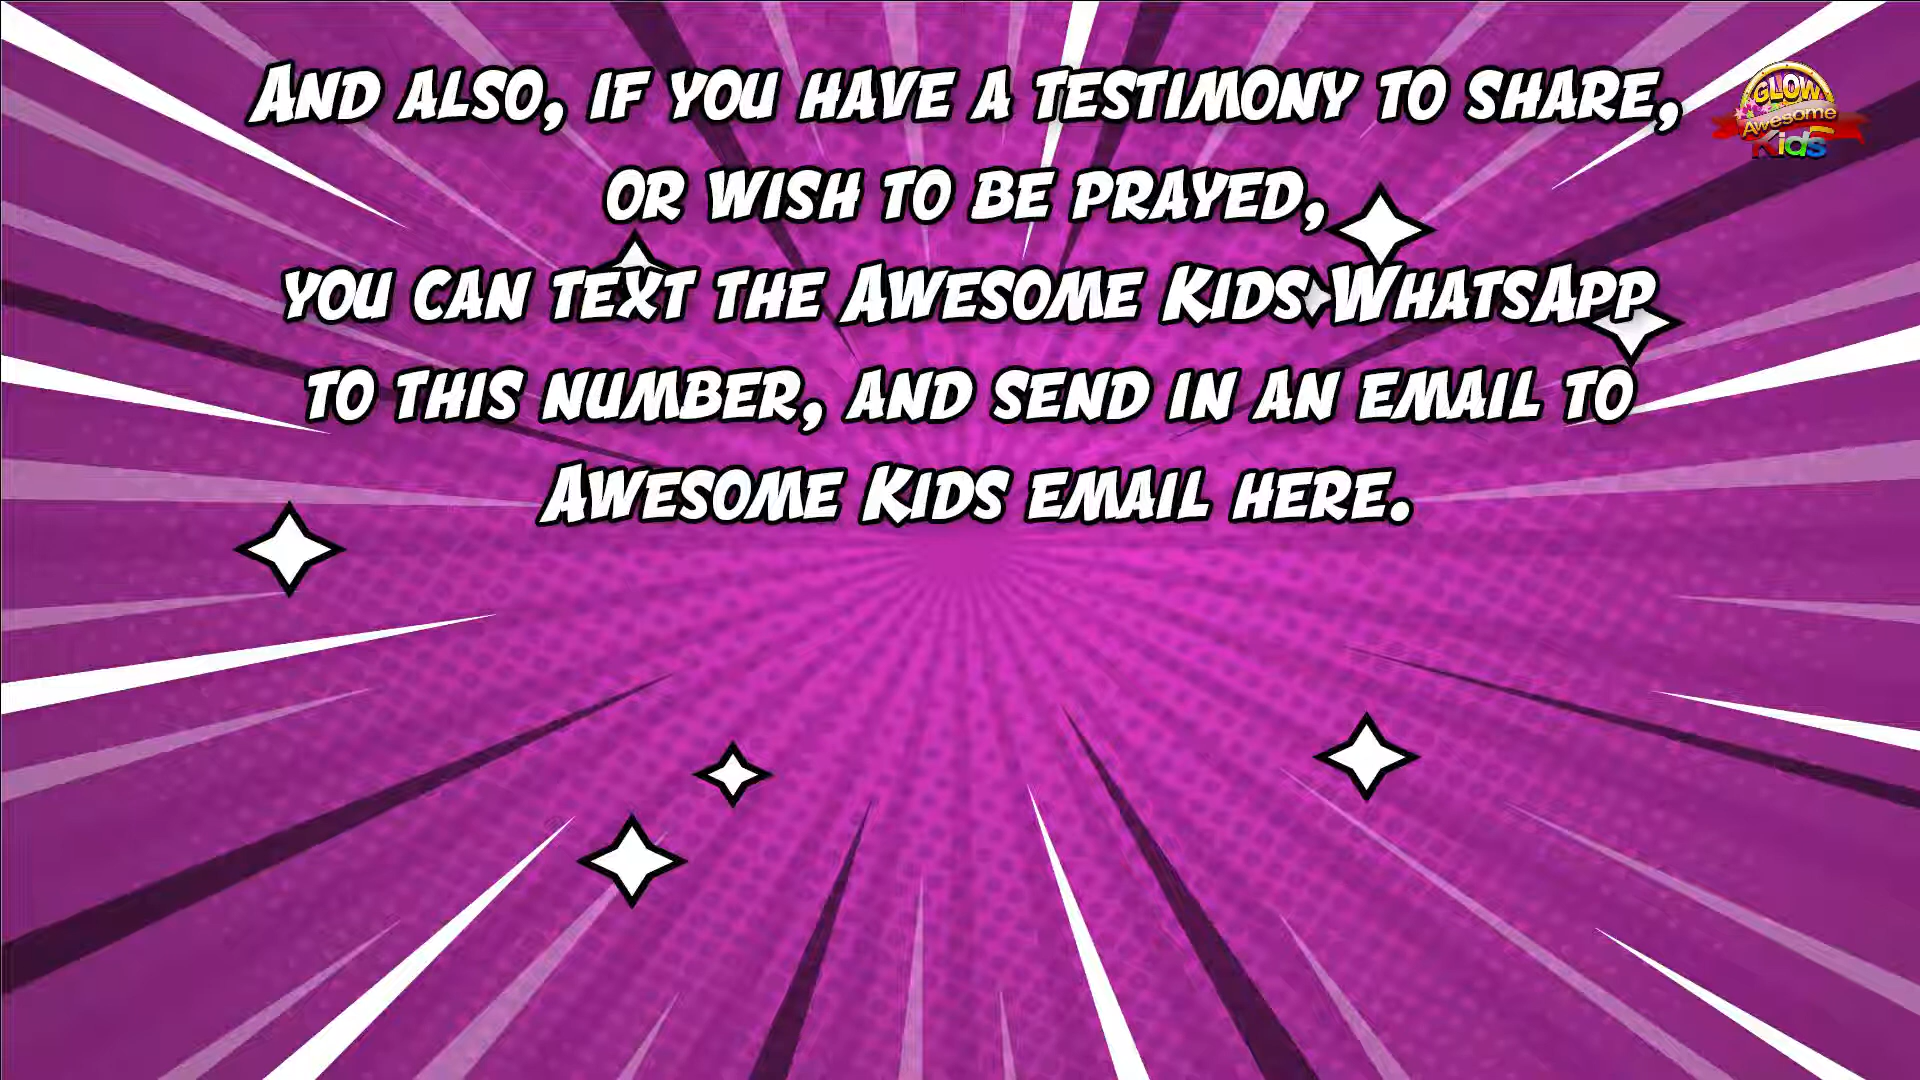 And also, if you have a testimony to share,
or wish to be prayed,
you can text the Awesome Kids WhatsApp
to this number, and send in an email to
Awesome Kids email here.
GLOW
Awesome
Kids